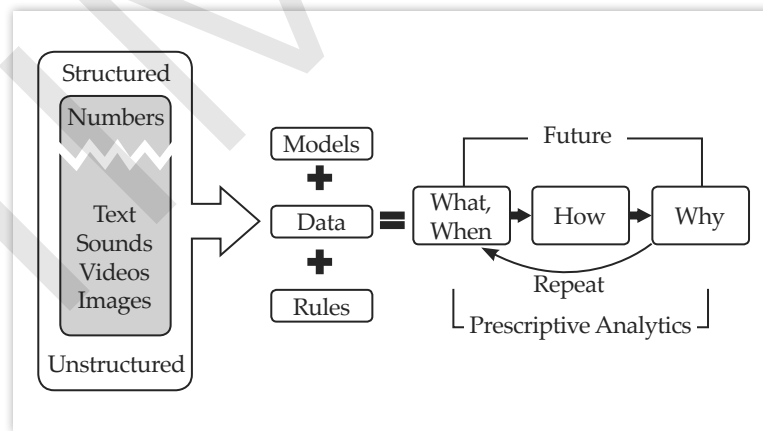 Structured
Numbers
Text
Sounds
Videos
Images
Unstructured
Models
+
Data
+
Rules
=
Future
What,
When
How
Why
Repeat
Prescriptive Analytics